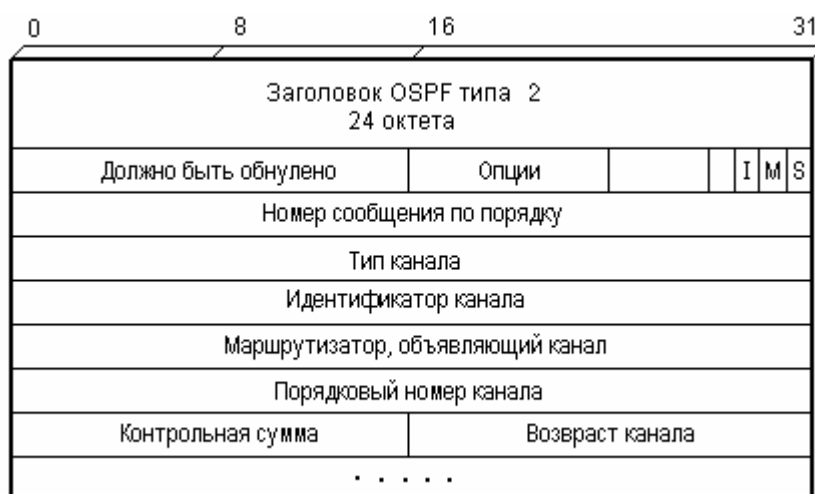 0 8 16 31
Заголовок OSPF типа 2
24 октета
Должно быть обнулено Опции I M S
Номер сообщения по порядку
Тип канала
Идентификатор канала
Маршрутизатор, объявляющий канал
Порядковый номер канала
Контрольная сумма Возвраст канала
. . . . .